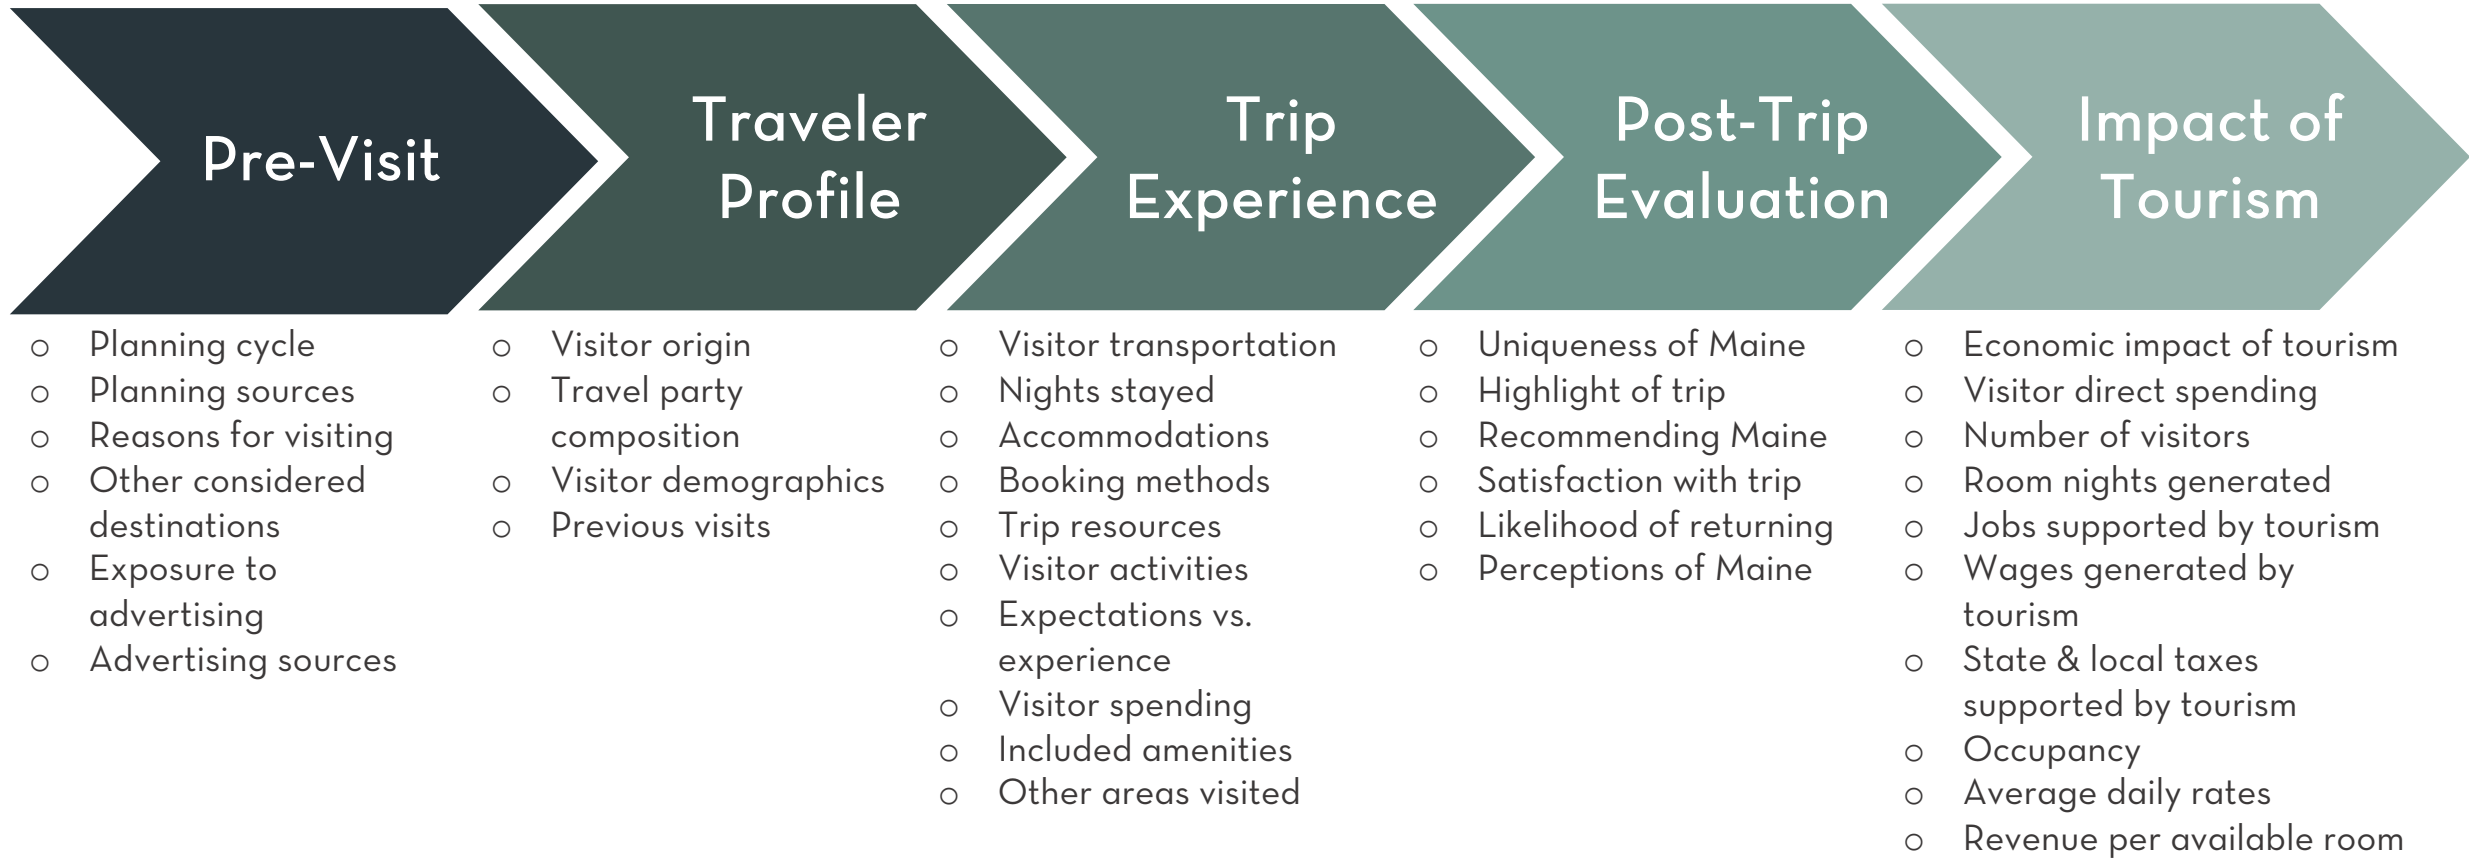 Pre-Visit
○ Planning cycle
○ Planning sources
○ Reasons for visiting
○ Other considered
destinations
○ Exposure to
advertising
○ Advertising sources
Traveler
Profile
○ Visitor origin
○ Travel party
composition
○ Visitor demographics
○ Previous visits
Trip
Experience
○ Visitor transportation
○ Nights stayed
○ Accommodations
○ Booking methods
○ Trip resources
○ Visitor activities
○ Expectations vs.
experience
○ Visitor spending
○ Included amenities
○ Other areas visited
Post-Trip
Evaluation
○ Uniqueness of Maine
○ Highlight of trip
○ Recommending Maine
○ Satisfaction with trip
○ Likelihood of returning
○ Perceptions of Maine
Impact of
Tourism
○ Economic impact of tourism
○ Visitor direct spending
○ Number of visitors
○ Room nights generated
○ Jobs supported by tourism
○ Wages generated by
tourism
○ State & local taxes
supported by tourism
○ Occupancy
○ Average daily rates
○ Revenue per available room